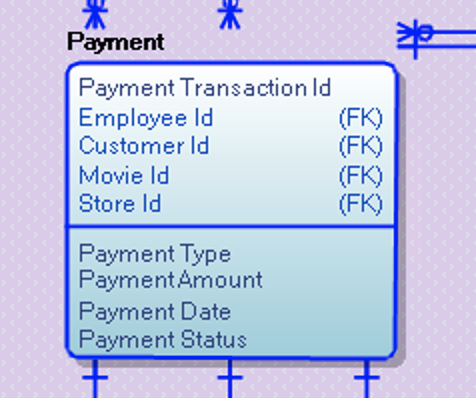 Payment
Payment Transaction Id
Employee Id (FK)
Customer Id (FK)
Movie Id (FK)
Store Id (FK)
Payment Type
PaymentAmount
Payment Date
Payment Status